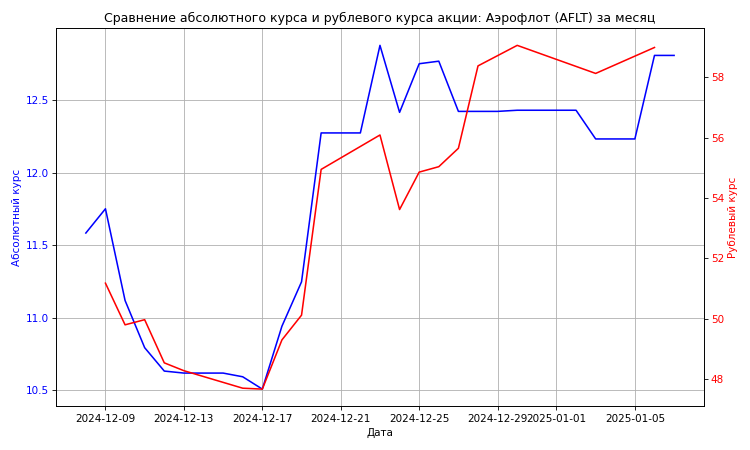 Сравнение абсолютного курса и рублевого курса акции: Аэрофлот (AFLT) за месяц
Абсолютный курс
12.5
12.0
11.5
11.0
10.5
58
56
54
52
50
48
Рублевый курс
2024-12-09 2024-12-13 2024-12-17 2024-12-21 2024-12-25 2024-12-29 2025-01-01 2025-01-05
Дата